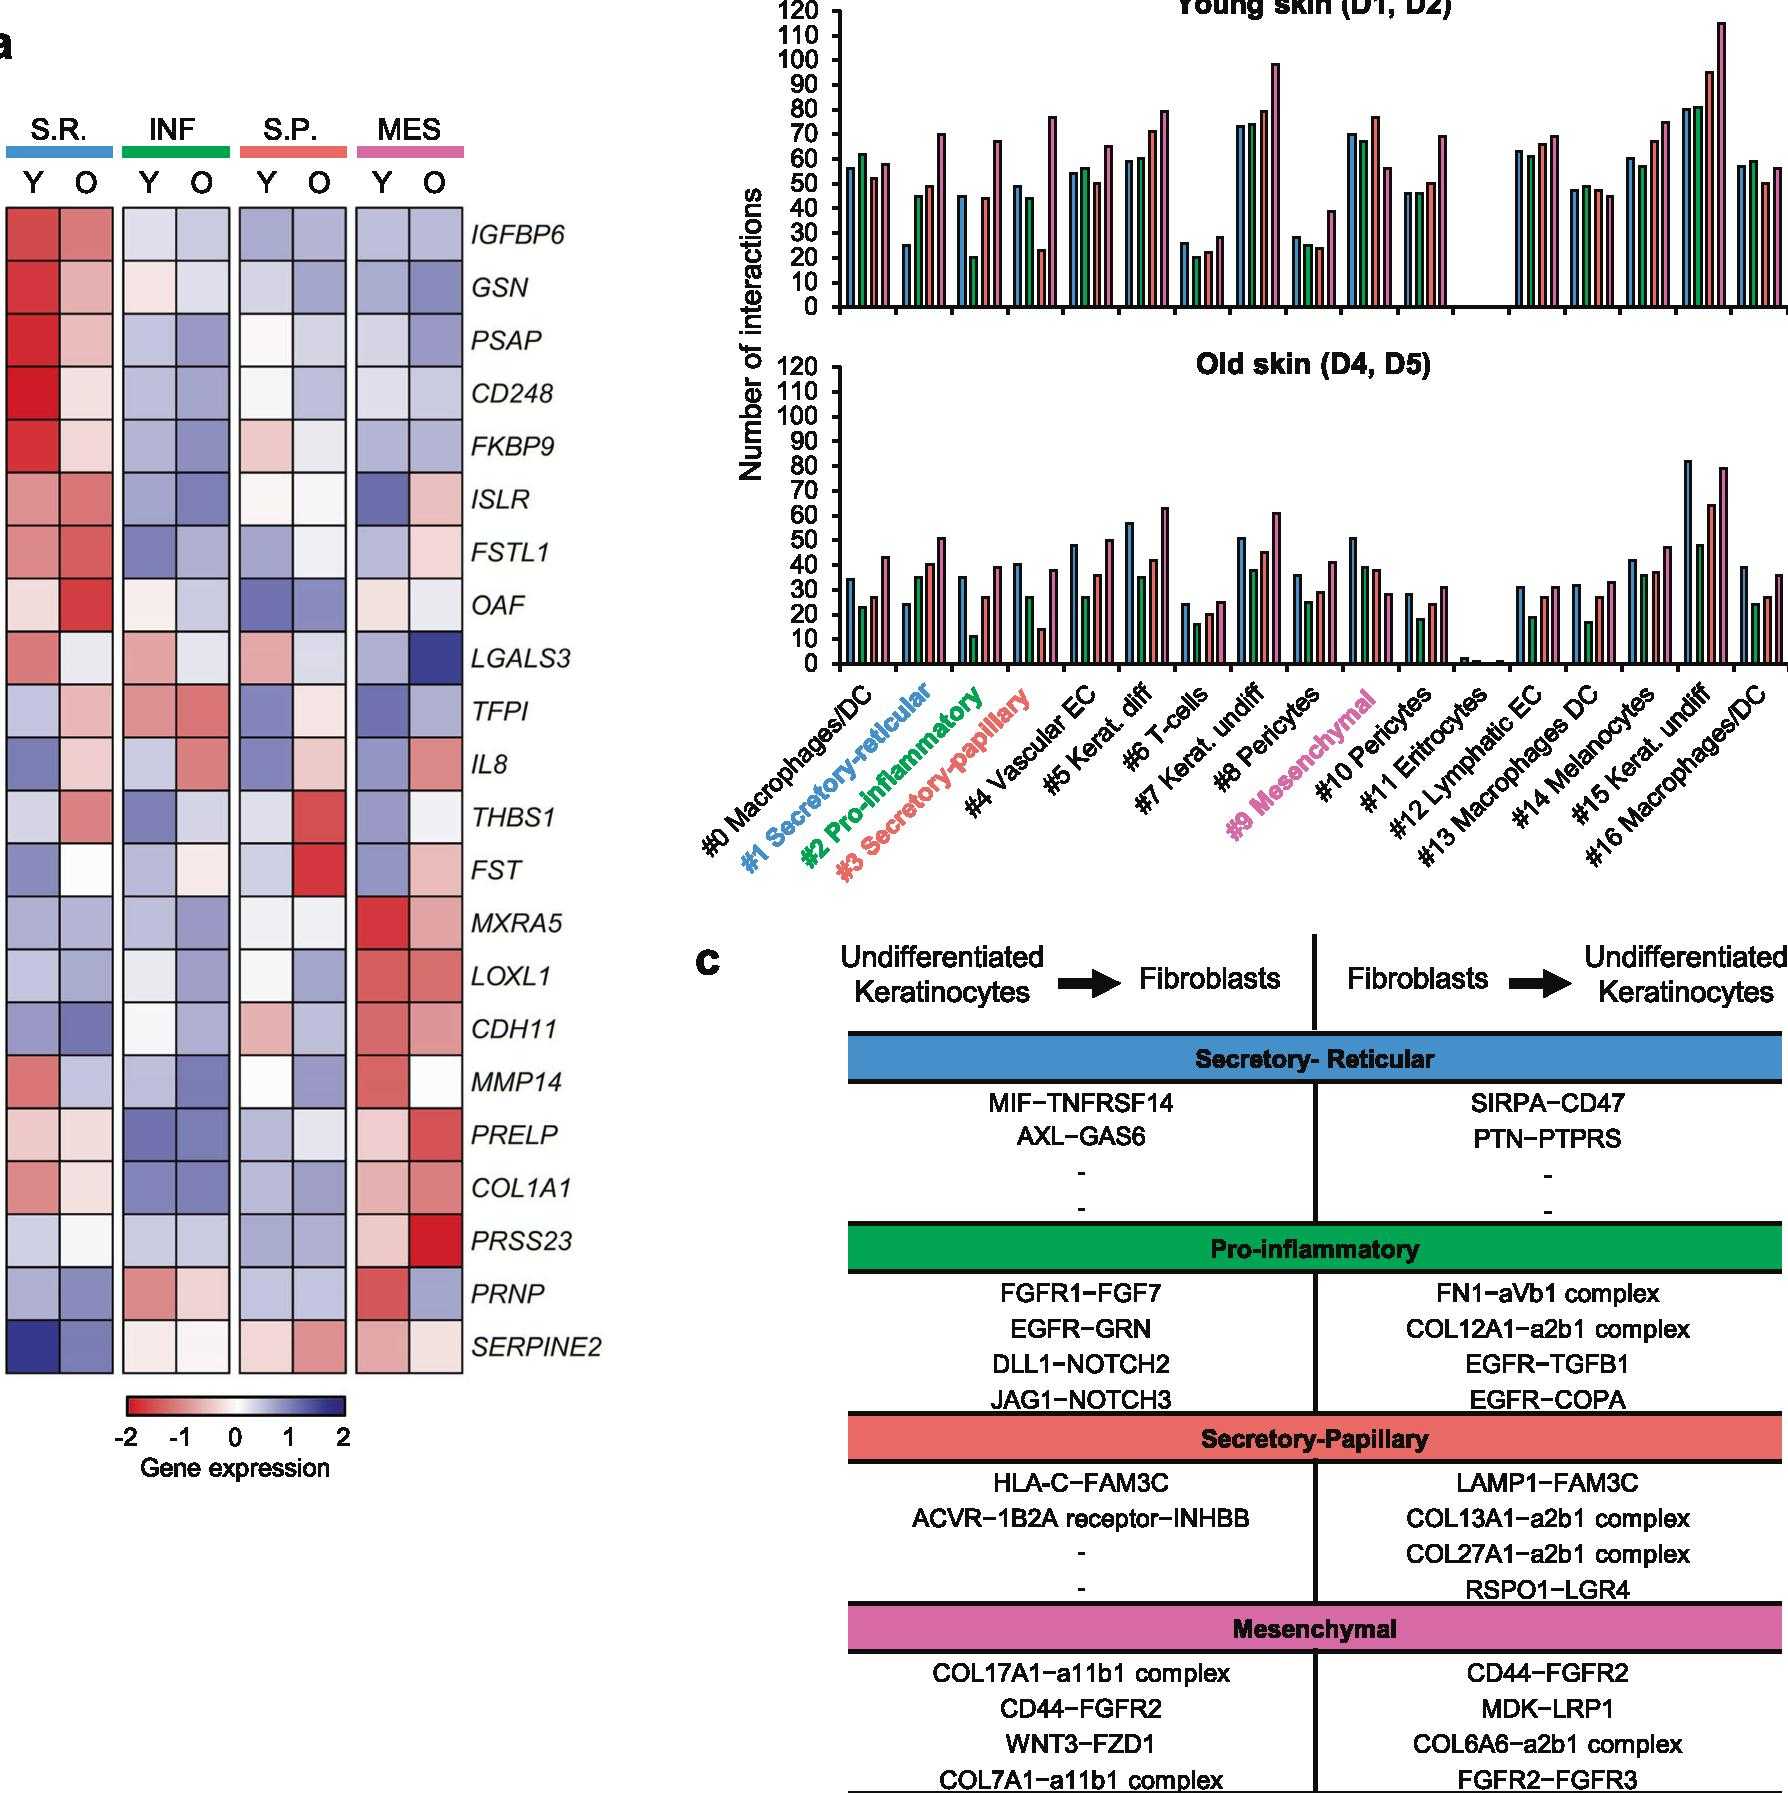 a
S.R. INF S.P. MES
Y O Y O Y O Y O
IGFBP6
GSN
PSAP
CD248
FKBP9
ISLR
FSTL1
OAF
LGALS3
TFPI
IL8
THBS1
FST
MXRA5
LOXL1
CDH11
MMP14
PRELP
COL1A1
PRSS23
PRNP
SERPINE2
-2 -1 0 1 2
Gene expression
Young skin (D1, D2)
120
110
100
90
80
70
60
50
40
30
20
10
0
Number of interactions
Old skin (D4, D5)
120
110
100
90
80
70
60
50
40
30
20
10
0
#0 Macrophages/DC
#1 Secretory-reticular
#2 Pro-inflammatory
#3 Secretory-papillary
#4 Vascular EC
#5 Kerat. diff
#6 T-cells
#7 Kerat. undiff
#8 Pericytes
#9 Mesenchymal
#10 Pericytes
#11 Eritrocytes
#12 Lymphatic EC
#13 Macrophages DC
#14 Melanocytes
#15 Kerat. undiff
#16 Macrophages/DC
c
Undifferentiated Keratinocytes → Fibroblasts
Fibroblasts → Undifferentiated Keratinocytes
Secretory- Reticular
MIF−TNFRSF14 SIRPA−CD47
AXL−GAS6 PTN−PTPRS
- -
- -
Pro-inflammatory
FGFR1−FGF7 FN1−aVb1 complex
EGFR−GRN COL12A1−a2b1 complex
DLL1−NOTCH2 EGFR−TGFB1
JAG1−NOTCH3 EGFR−COPA
Secretory-Papillary
HLA-C−FAM3C LAMP1−FAM3C
ACVR−1B2A receptor−INHBB COL13A1−a2b1 complex
- COL27A1−a2b1 complex
- RSPO1−LGR4
Mesenchymal
COL17A1−a11b1 complex CD44−FGFR2
CD44−FGFR2 MDK−LRP1
WNT3−FZD1 COL6A6−a2b1 complex
COL7A1−a11b1 complex FGFR2−FGFR3